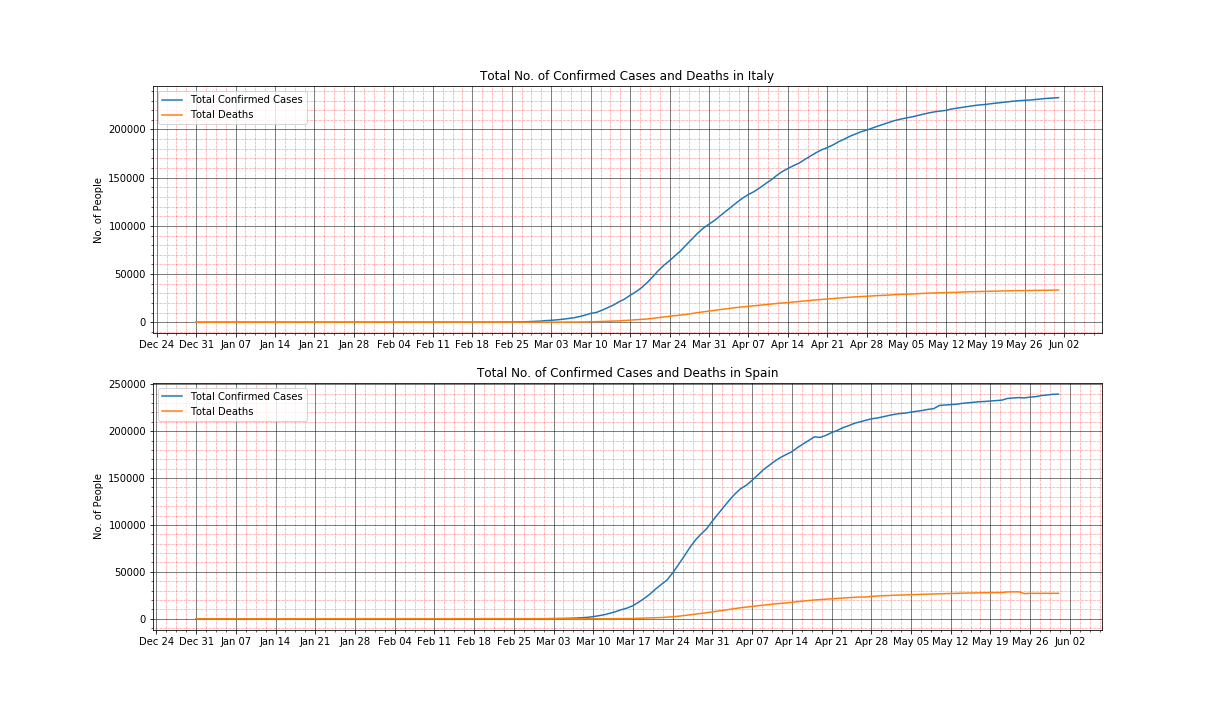 Total No. of Confirmed Cases and Deaths in Italy
Total Confirmed Cases
Total Deaths
No. of People
200000
150000
100000
50000
0
Dec 24 Dec 31 Jan 07 Jan 14 Jan 21 Jan 28 Feb 04 Feb 11 Feb 18 Feb 25 Mar 03 Mar 10 Mar 17 Mar 24 Mar 31 Apr 07 Apr 14 Apr 21 Apr 28 May 05 May 12 May 19 May 26 Jun 02
Total No. of Confirmed Cases and Deaths in Spain
Total Confirmed Cases
Total Deaths
No. of People
250000
200000
150000
100000
50000
0
Dec 24 Dec 31 Jan 07 Jan 14 Jan 21 Jan 28 Feb 04 Feb 11 Feb 18 Feb 25 Mar 03 Mar 10 Mar 17 Mar 24 Mar 31 Apr 07 Apr 14 Apr 21 Apr 28 May 05 May 12 May 19 May 26 Jun 02